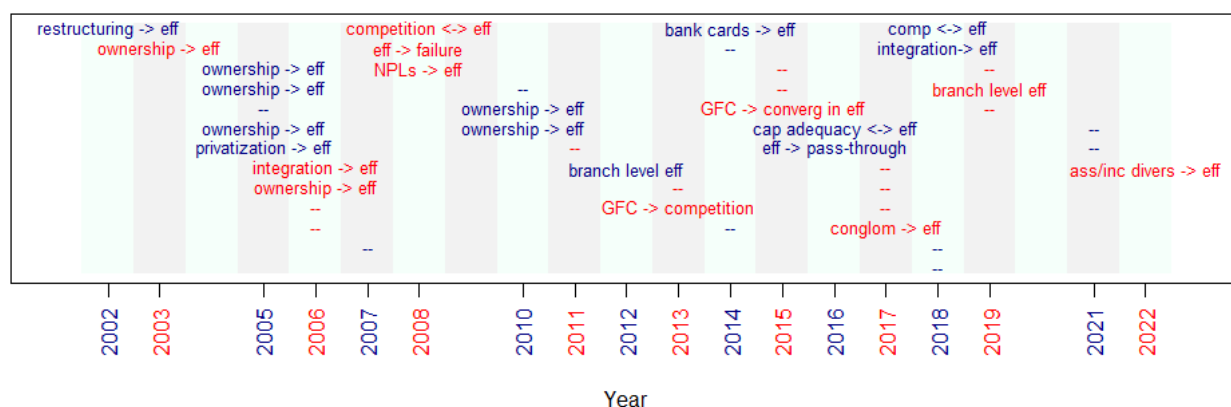 restructuring -> eff competition <-> eff bank cards -> eff comp <-> eff
ownership -> eff eff -> failure -- integration-> eff
ownership -> eff NPLs -> eff -- --
ownership -> eff -- -- branch level eff
-- ownership -> eff GFC -> converg in eff --
ownership -> eff ownership -> eff cap adequacy <-> eff --
privatization -> eff -- eff -> pass-through --
integration -> eff branch level eff -- ass/inc divers -> eff
ownership -> eff -- --
-- GFC -> competition --
-- -- conglom -> eff
-- --
--
2002 2003 2005 2006 2007 2008 2010 2011 2012 2013 2014 2015 2016 2017 2018 2019 2021 2022
Year